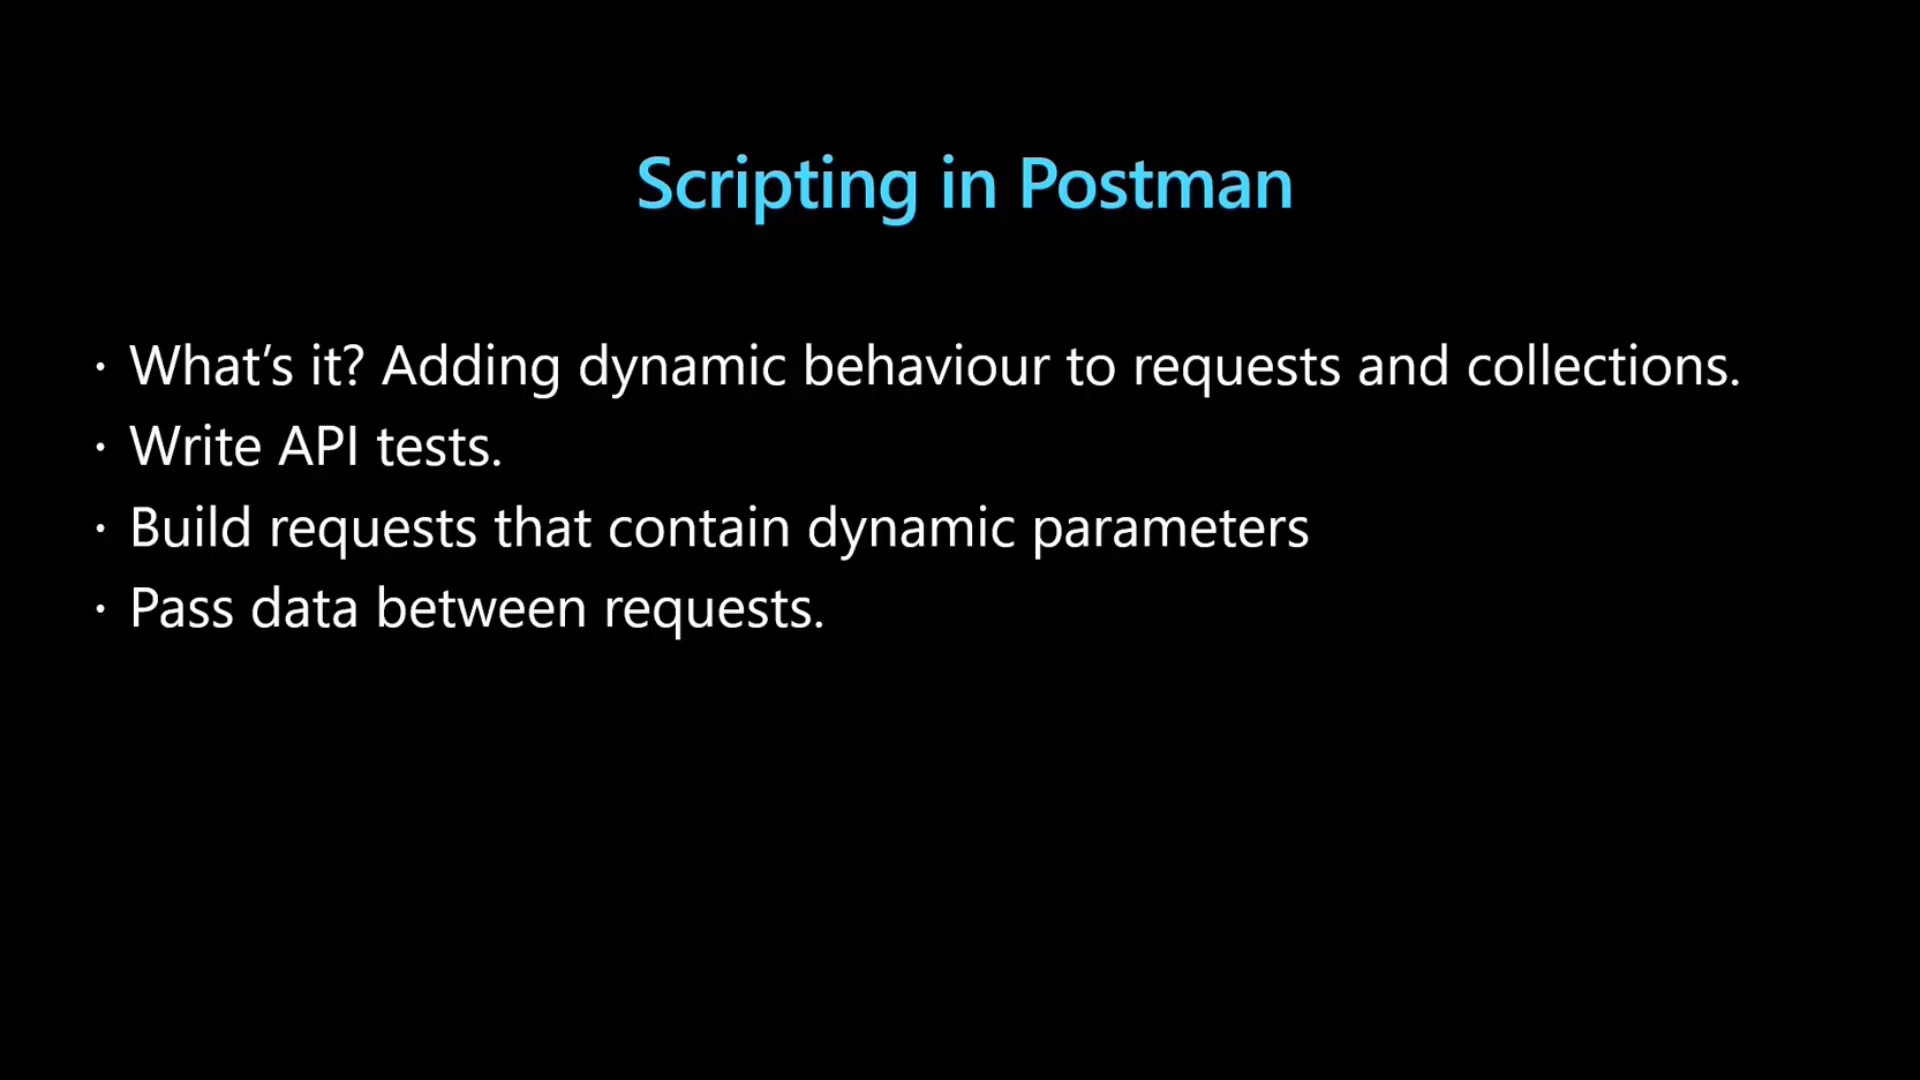 Scripting in Postman
· What’s it? Adding dynamic behaviour to requests and collections.
· Write API tests.
· Build requests that contain dynamic parameters
· Pass data between requests.